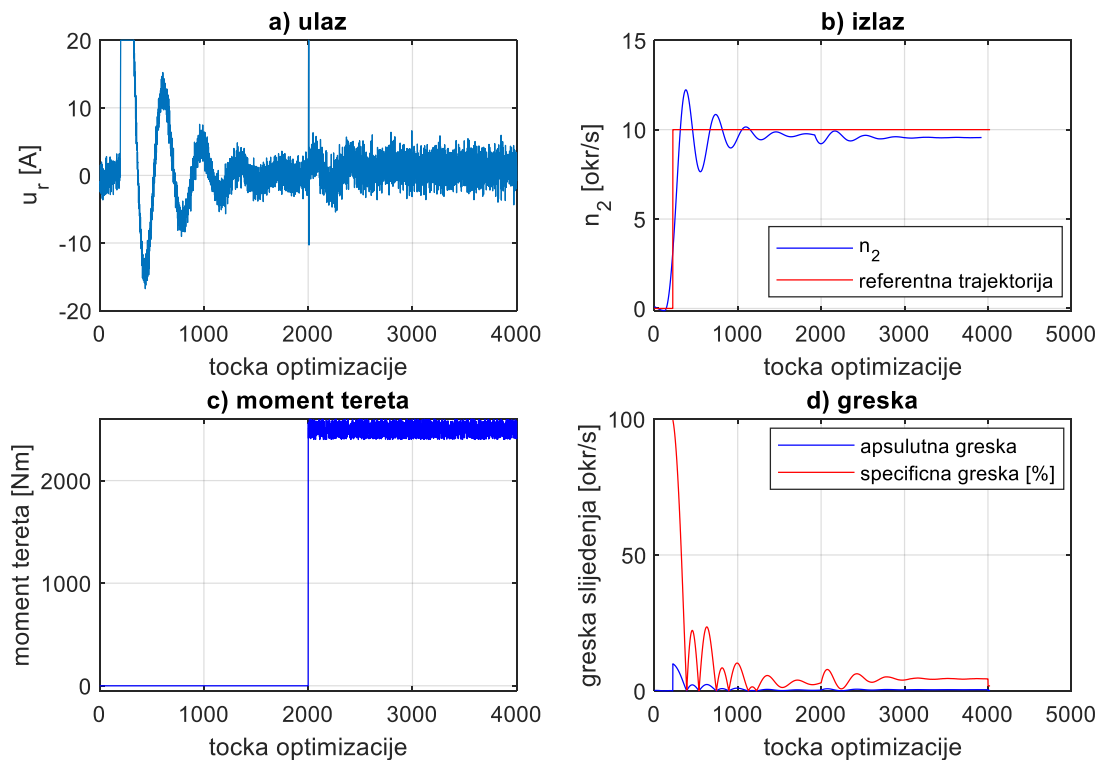 a) ulaz
20
10
0
-10
-20
u_r [A]
0
1000
2000
3000
4000
tocka optimizacije
b) izlaz
15
10
5
0
n_2 [okr/s]
n_2
referentna trajektorija
0
1000
2000
3000
4000
5000
tocka optimizacije
c) moment tereta
2000
1000
0
moment tereta [Nm]
0
1000
2000
3000
4000
tocka optimizacije
d) greska
100
50
0
greska slijedenja [okr/s]
apsulutna greska
specificna greska [%]
0
1000
2000
3000
4000
5000
tocka optimizacije